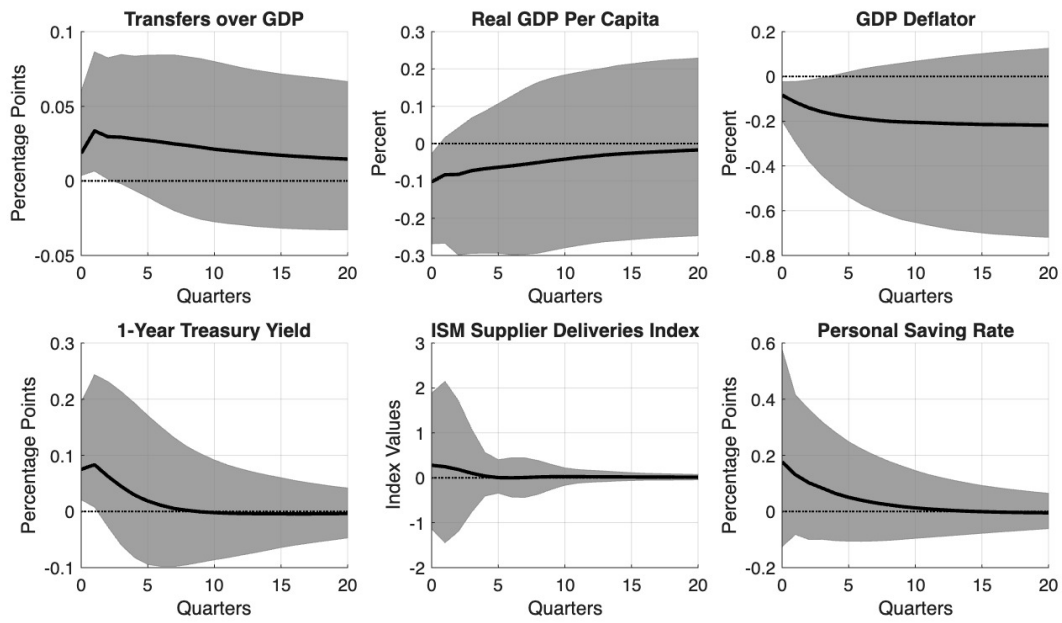 Transfers over GDP
Percentage Points
0.1
0.05
0
-0.05
0 5 10 15 20
Quarters
Real GDP Per Capita
Percent
0.3
0.2
0.1
0
-0.1
-0.2
-0.3
0 5 10 15 20
Quarters
GDP Deflator
Percent
0.2
0
-0.2
-0.4
-0.6
-0.8
0 5 10 15 20
Quarters
1-Year Treasury Yield
Percentage Points
0.3
0.2
0.1
0
-0.1
0 5 10 15 20
Quarters
ISM Supplier Deliveries Index
Index Values
3
2
1
0
-1
-2
0 5 10 15 20
Quarters
Personal Saving Rate
Percentage Points
0.6
0.4
0.2
0
-0.2
0 5 10 15 20
Quarters